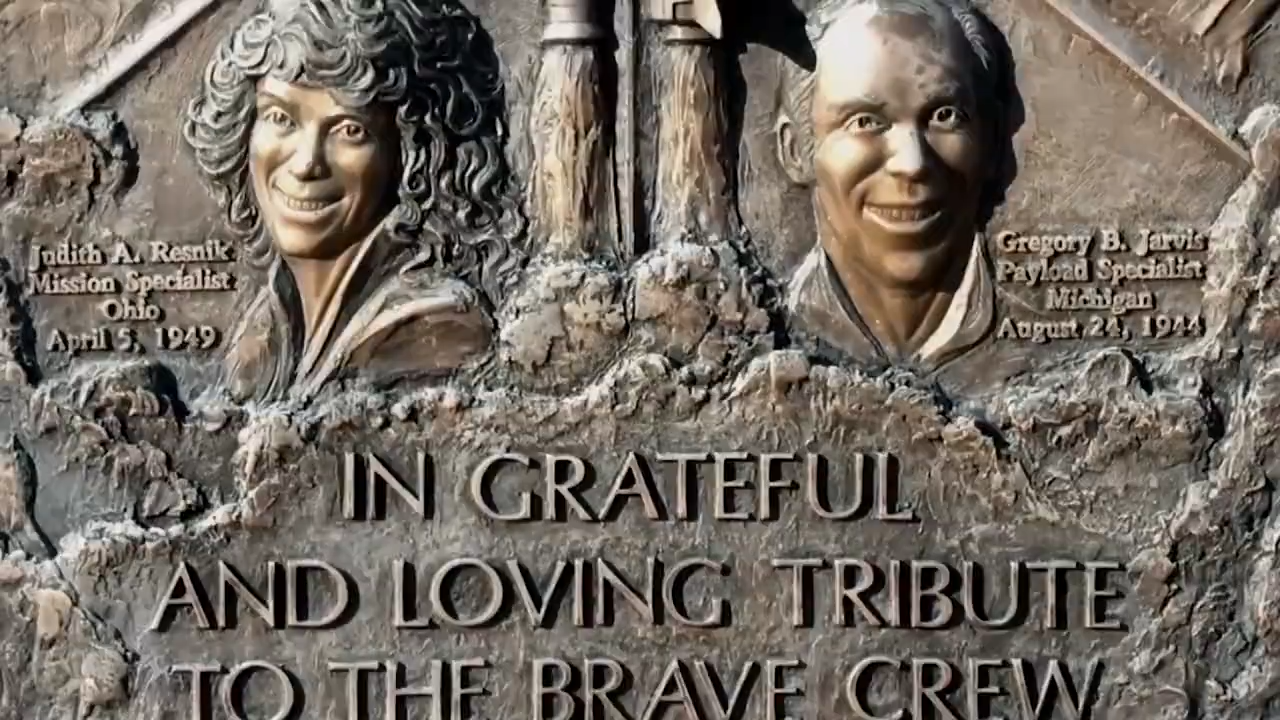 Judith A. Resnik
Mission Specialist
Ohio
April 5, 1949
Gregory B. Jarvis
Payload Specialist
Michigan
August 24, 1944
IN GRATEFUL
AND LOVING TRIBUTE
TO THE BRAVE CREW